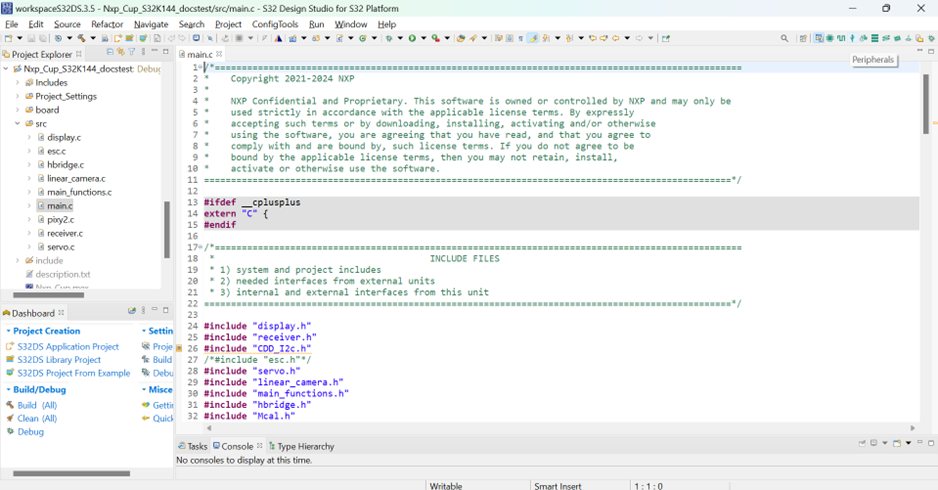 workspaceS32DS.3.5 - Nxp_Cup_S32K144_docstest/src/main.c - S32 Design Studio for S32 Platform
File Edit Source Refactor Navigate Search Project ConfigTools Run Window Help
Project Explorer
Nxp_Cup_S32K144_docstest: Debug
Includes
Project_Settings
board
src
display.c
esc.c
hbridge.c
linear_camera.c
main_functions.c
main.c
pixy2.c
receiver.c
servo.c
include
description.txt
Nxp_Cup.mex
Dashboard
Project Creation
S32DS Application Project
S32DS Library Project
S32DS Project From Example
Build/Debug
Build (All)
Clean (All)
Debug
Settin
Proje
Build
Debu
Misce
Getti
Quick
main.c
Peripherals
1 /*==================================================================================================
2 * Copyright 2021-2024 NXP
3 *
4 * NXP Confidential and Proprietary. This software is owned or controlled by NXP and may only be
5 * used strictly in accordance with the applicable license terms. By expressly
6 * accepting such terms or by downloading, installing, activating and/or otherwise
7 * using the software, you are agreeing that you have read, and that you agree to
8 * comply with and are bound by, such license terms. If you do not agree to be
9 * bound by the applicable license terms, then you may not retain, install,
10 * activate or otherwise use the software.
11 ==================================================================================================*/
12
13 #ifdef __cplusplus
14 extern "C" {
15 #endif
16
17 /*==================================================================================================
18 * INCLUDE FILES
19 * 1) system and project includes
20 * 2) needed interfaces from external units
21 * 3) internal and external interfaces from this unit
22 ==================================================================================================*/
23
24 #include "display.h"
25 #include "receiver.h"
26 #include "CDD_I2c.h"
27 /*#include "esc.h"*/
28 #include "servo.h"
29 #include "linear_camera.h"
30 #include "main_functions.h"
31 #include "hbridge.h"
32 #include "Mcal.h"
Tasks Console Type Hierarchy
No consoles to display at this time.
Writable Smart Insert 1 : 1 : 0